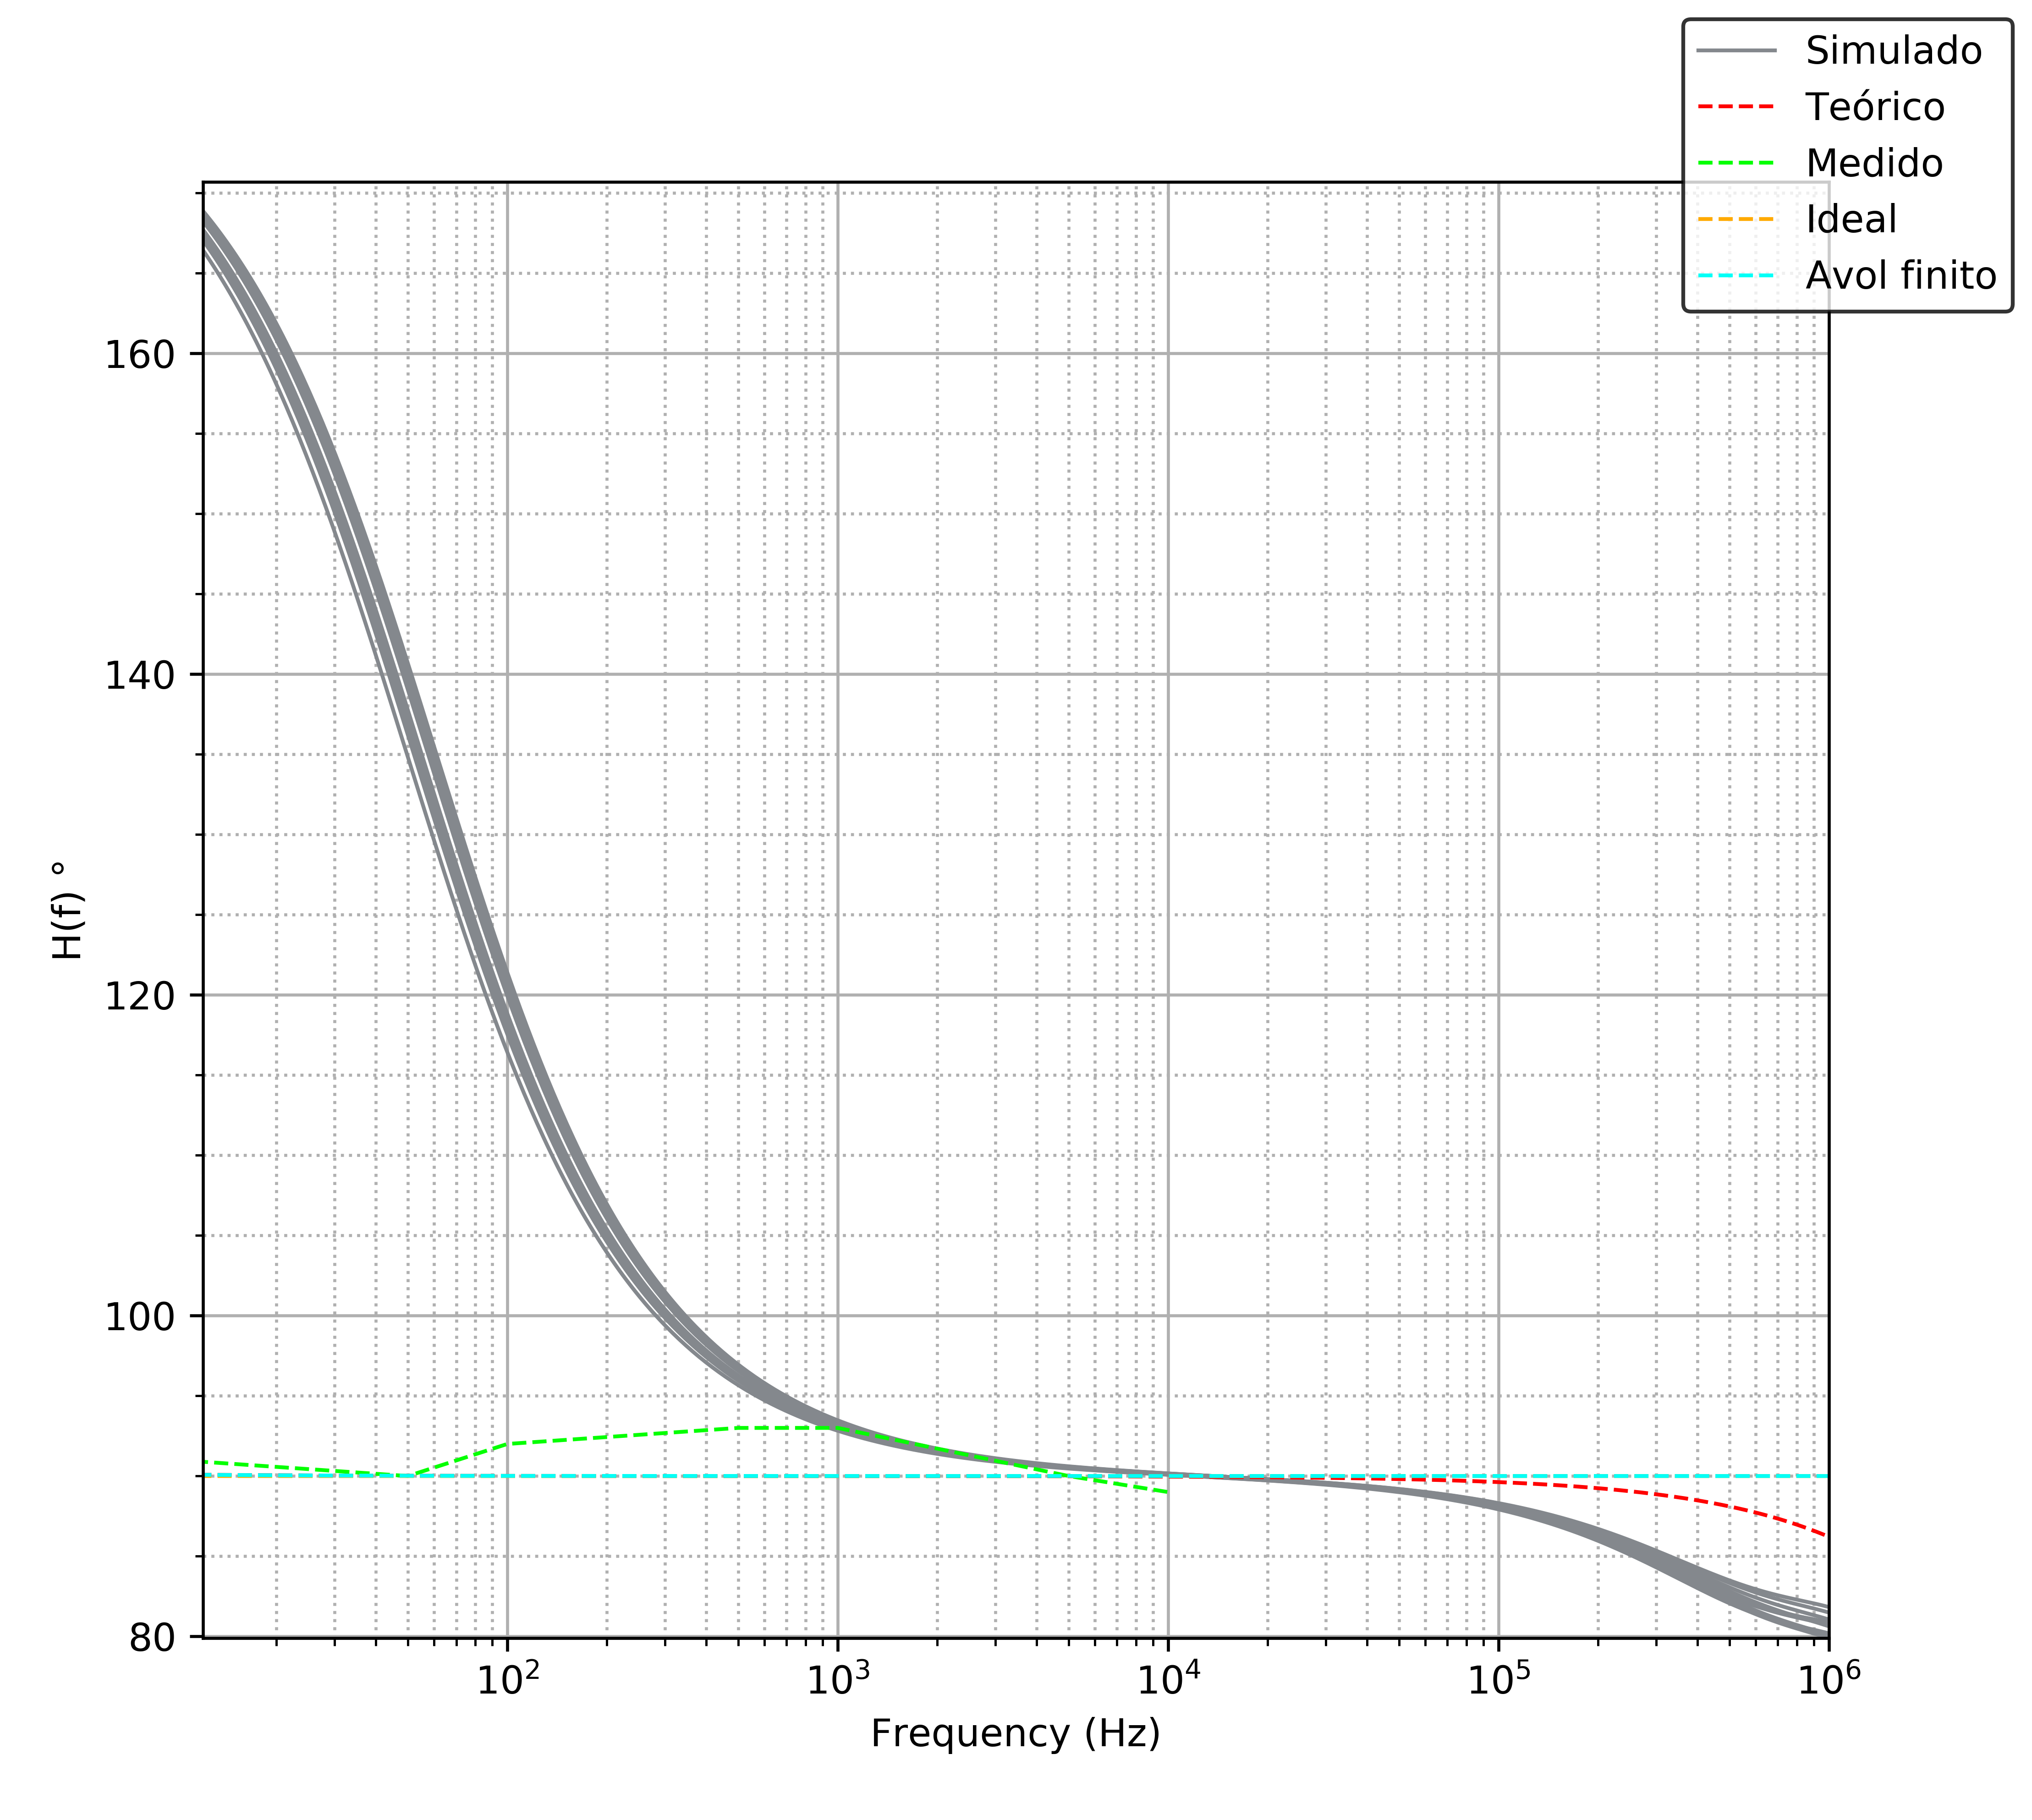 Simulado
Teórico
Medido
Ideal
Avol finito
160
140
120
100
80
H(f) °
10²
10³
10⁴
10⁵
10⁶
Frequency (Hz)